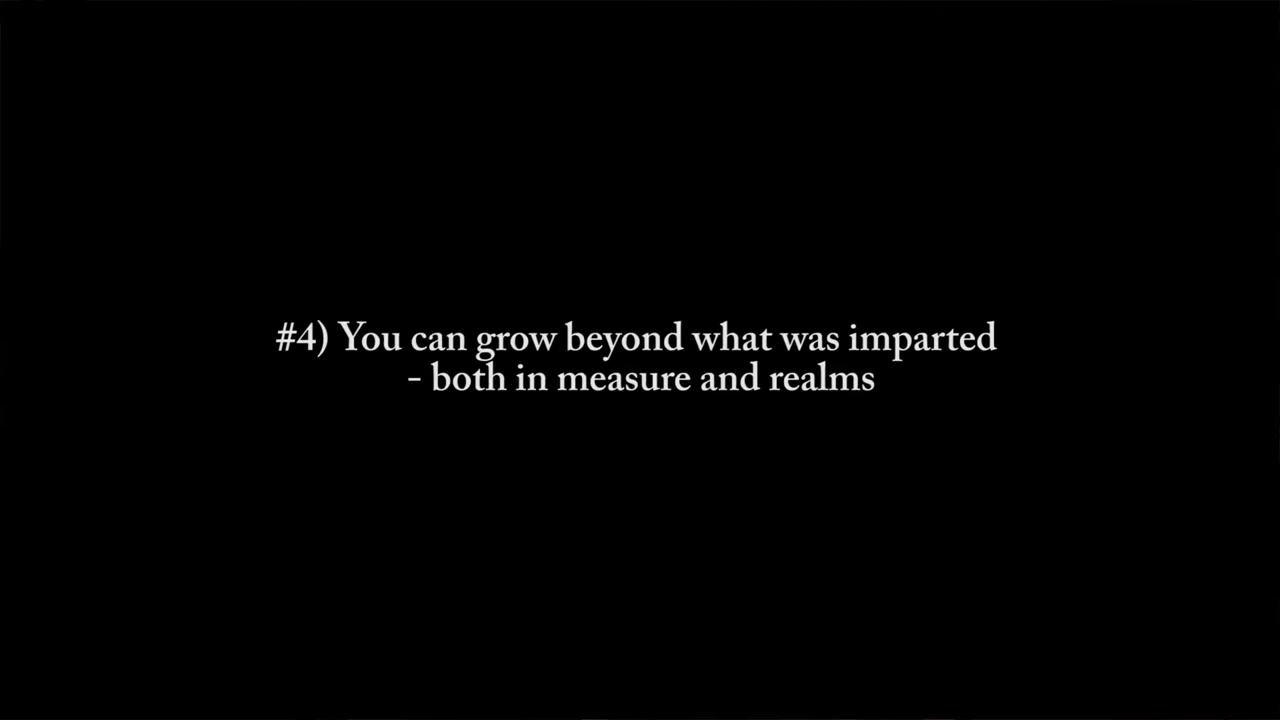 #4) You can grow beyond what was imparted
- both in measure and realms